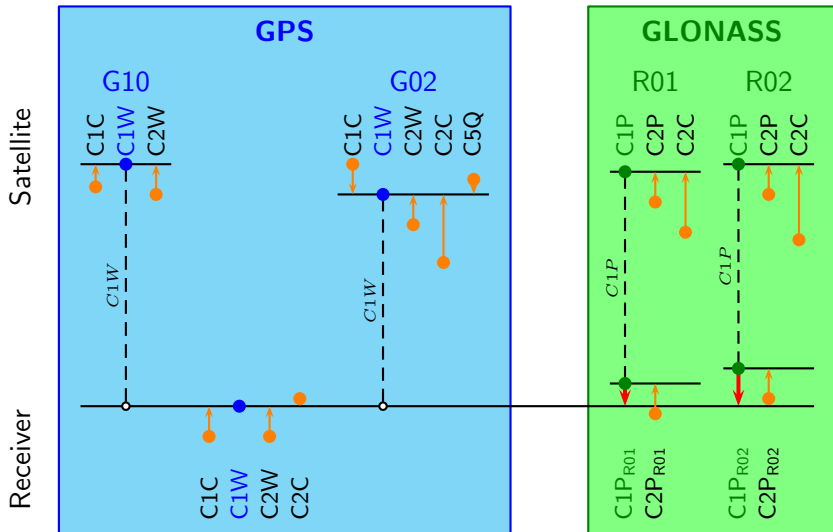 GPS
GLONASS
G10
G02
R01
R02
Satellite
C1C
C1W
C2W
C1C
C1W
C2W
C2C
C5Q
C1P
C2P
C2C
C1P
C2P
C2C
C1W
C1W
C1P
C1P
Receiver
C1C
C1W
C2W
C2C
C1PR01
C2PR01
C1PR02
C2PR02